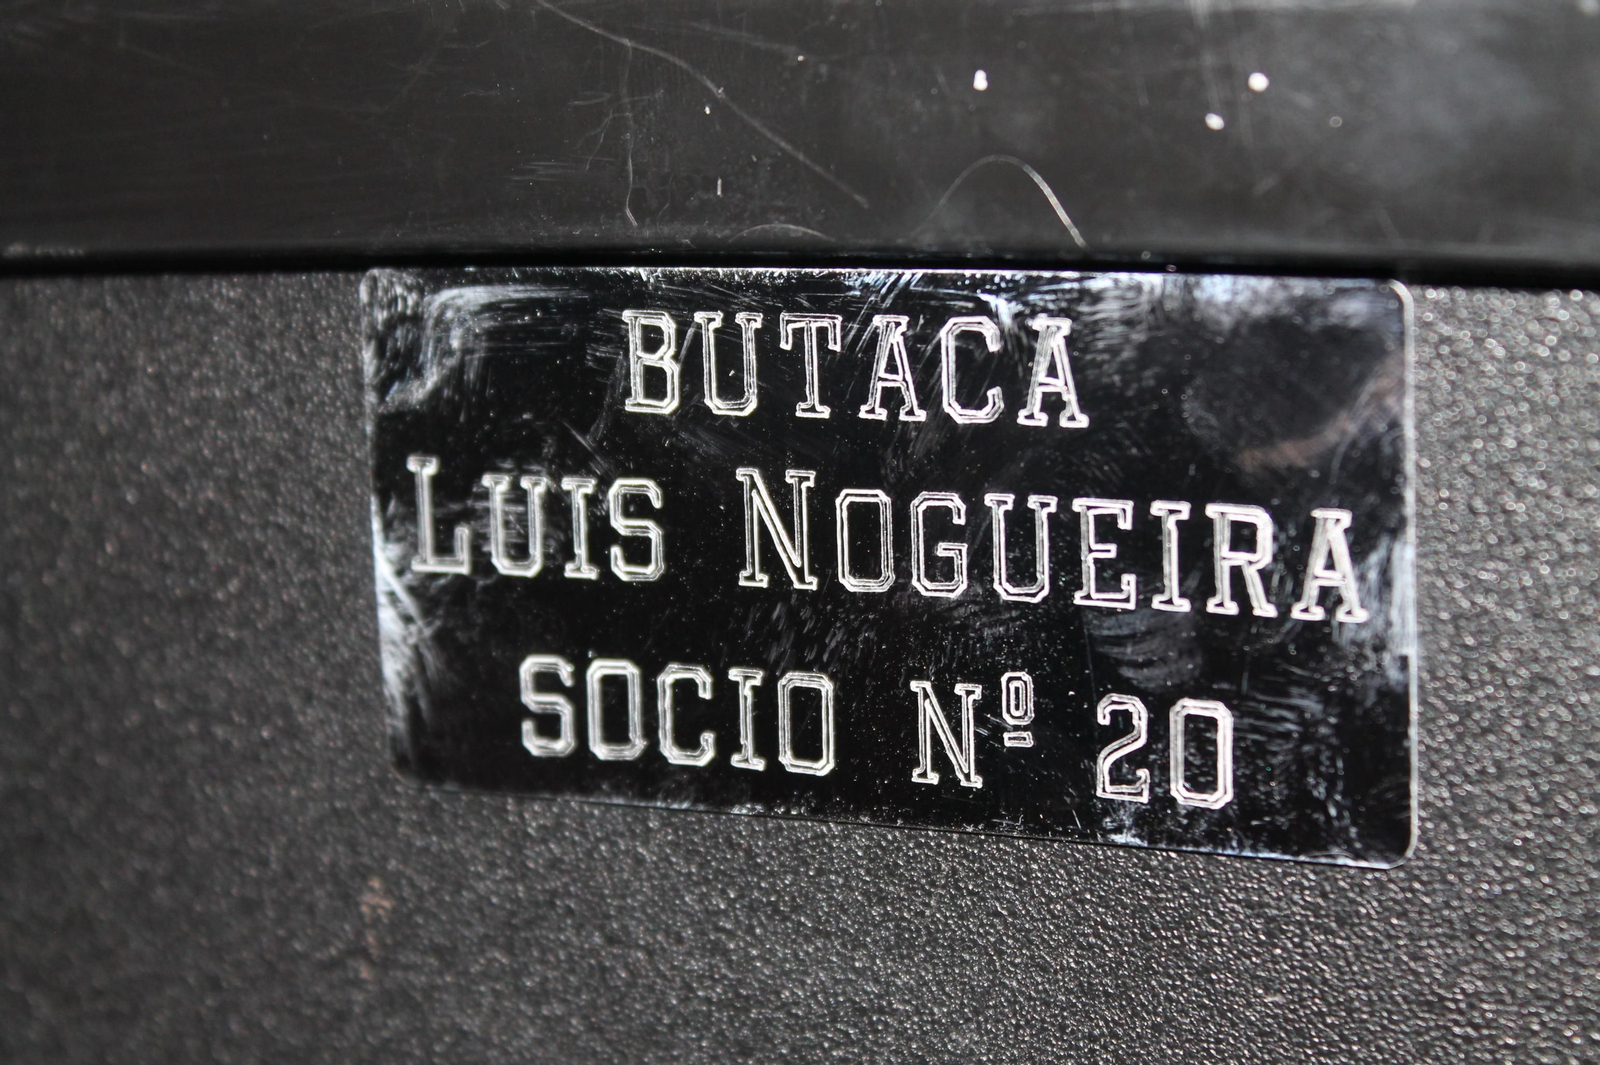 BUTACA
LUIS NOGUEIRA
SOCIO Nº 20